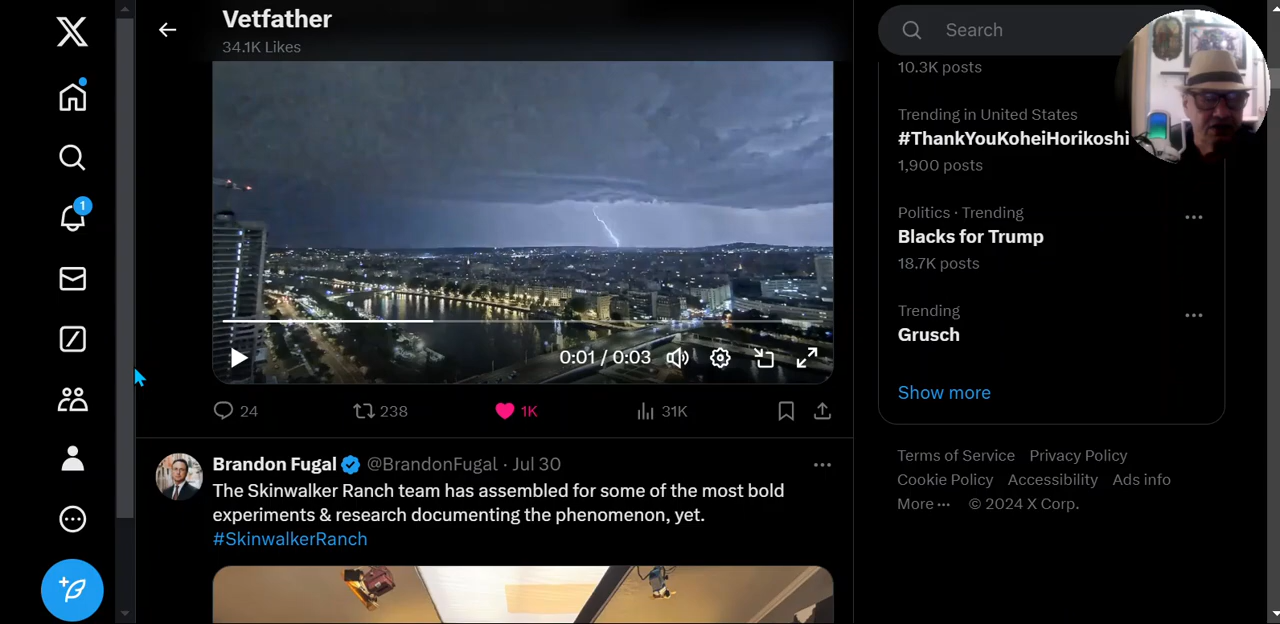 Vetfather
34.1K Likes
1
0:01 / 0:03
24
238
1K
31K
Brandon Fugal @BrandonFugal · Jul 30
The Skinwalker Ranch team has assembled for some of the most bold
experiments & research documenting the phenomenon, yet.
#SkinwalkerRanch
Search
10.3K posts
Trending in United States
#ThankYouKoheiHorikoshi
1,900 posts
Politics · Trending
Blacks for Trump
18.7K posts
Trending
Grusch
Show more
Terms of Service Privacy Policy
Cookie Policy Accessibility Ads info
More ··· © 2024 X Corp.